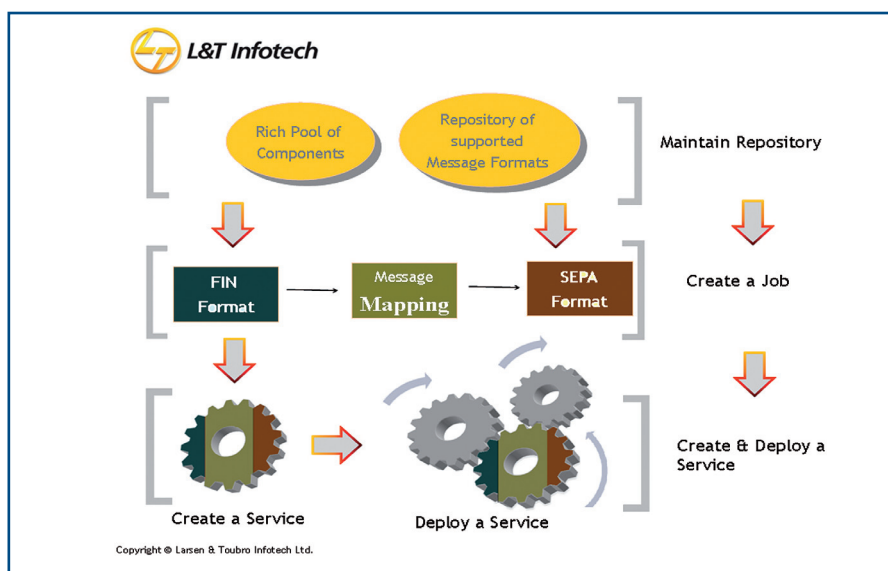 LT L&T Infotech
Rich Pool of
Components
Repository of
supported
Message Formats
Maintain Repository
FIN
Format
Message
Mapping
SEPA
Format
Create a Job
Create a Service
Deploy a Service
Create & Deploy a
Service
Copyright © Larsen & Toubro Infotech Ltd.